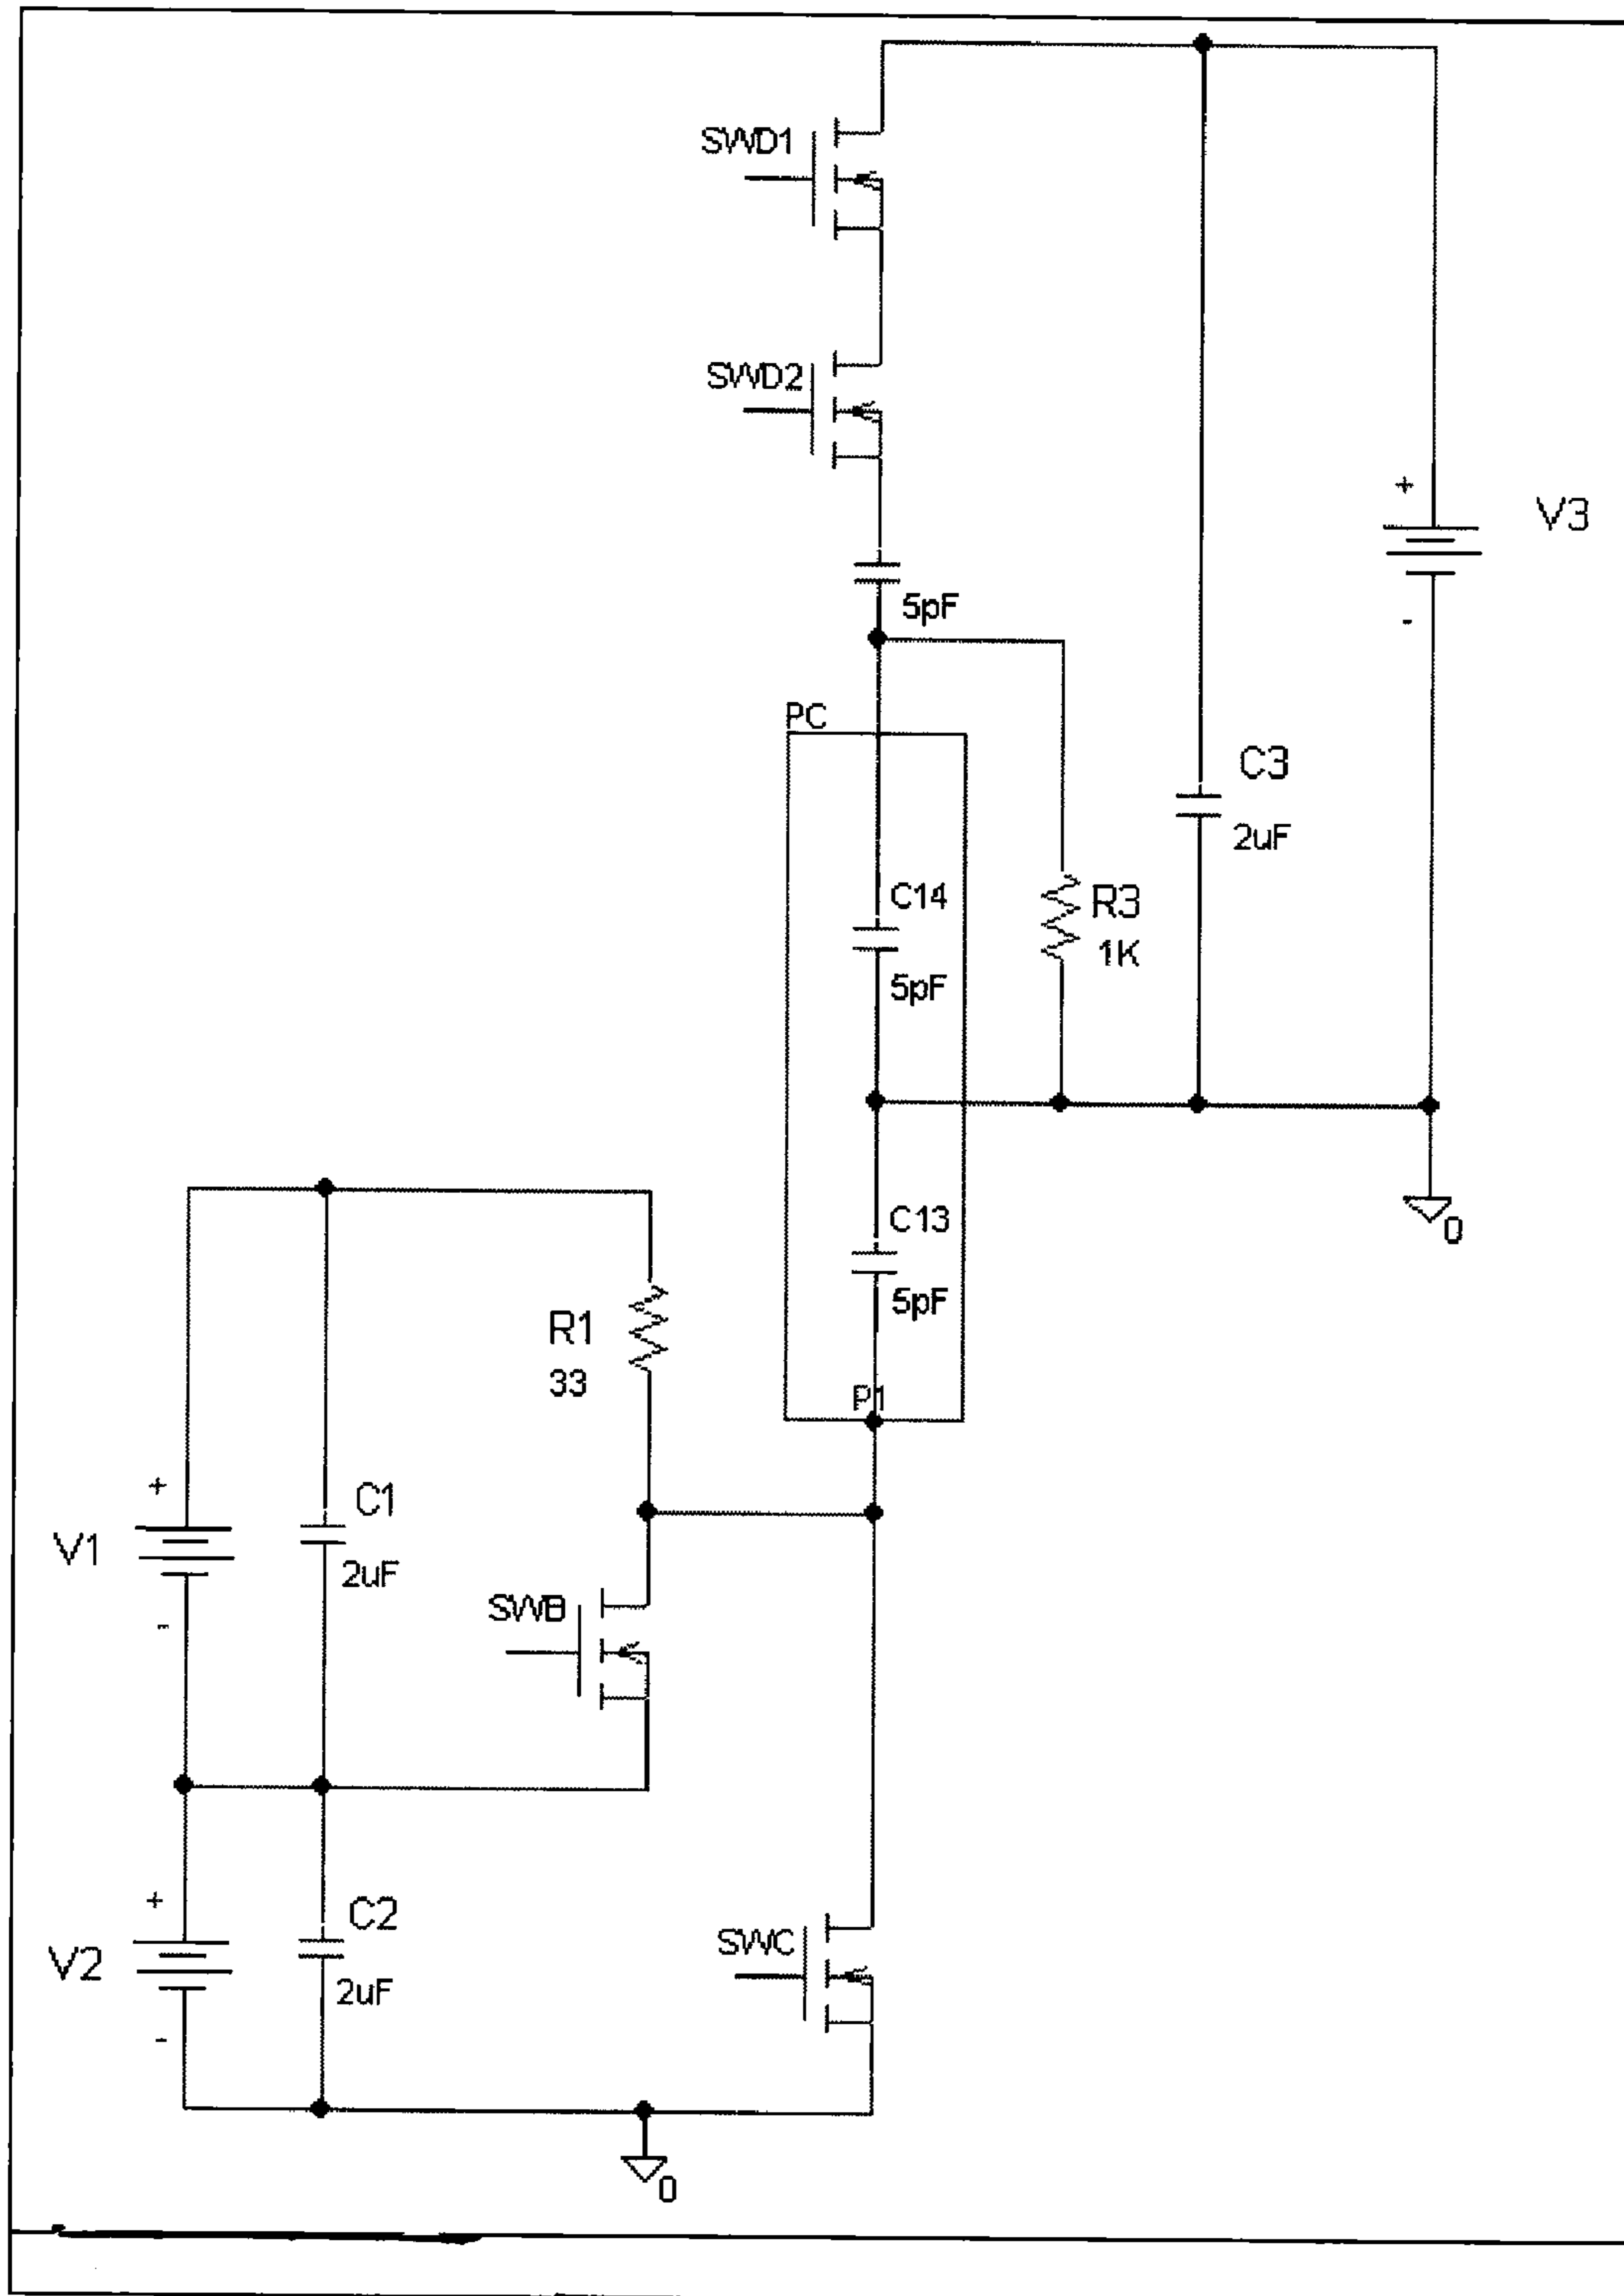 SWD1
SWD2
+
V3
5pF
-
PC
C3
2uF
C14
R3
1K
5pF
C13
0
5pF
R1
33
P1
+
C1
V1
2uF
SWB
-
+
C2
SWC
V2
2uF
-
0